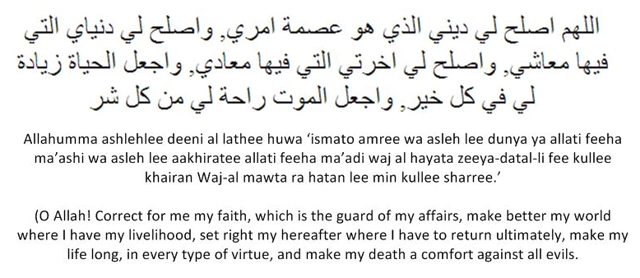 اللهم اصلح لي ديني الذي هو عصمة امري, واصلح لي دنياي التي
فيها معاشي, واصلح لي اخرتي التي فيها معادي, واجعل الحياة زيادة
لي في كل خير, واجعل الموت راحة لي من كل شر
Allahumma ashlehlee deeni al lathee huwa ‘ismato amree wa asleh lee dunya ya allati feeha
ma’ashi wa asleh lee aakhiratee allati feeha ma’adi waj al hayata zeeya-datal-li fee kullee
khairan Waj-al mawta ra hatan lee min kullee sharree.’
(O Allah! Correct for me my faith, which is the guard of my affairs, make better my world
where I have my livelihood, set right my hereafter where I have to return ultimately, make my
life long, in every type of virtue, and make my death a comfort against all evils.